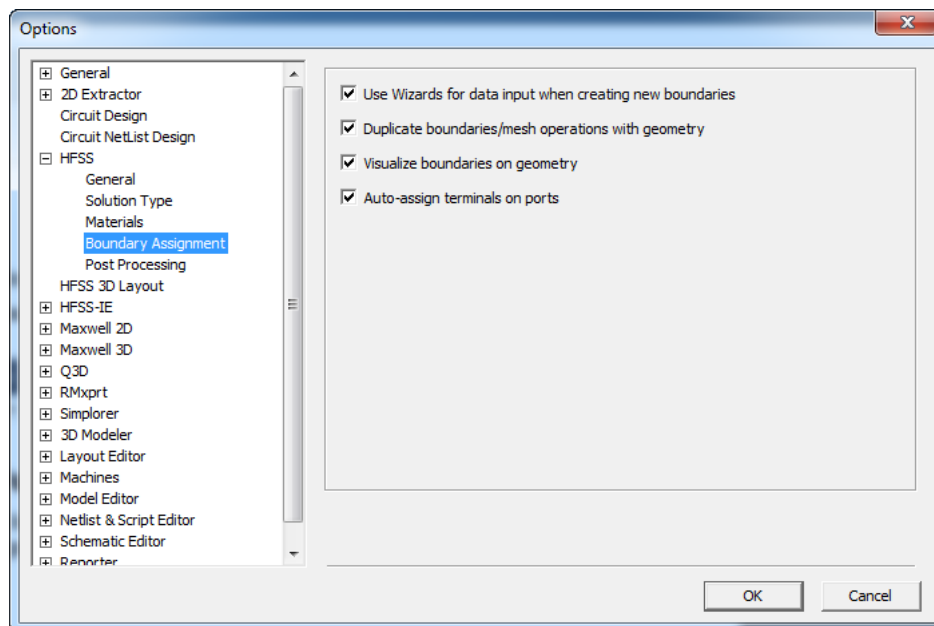 Options
General
2D Extractor
Circuit Design
Circuit NetList Design
HFSS
General
Solution Type
Materials
Boundary Assignment
Post Processing
HFSS 3D Layout
HFSS-IE
Maxwell 2D
Maxwell 3D
Q3D
RMxprt
Simplorer
3D Modeler
Layout Editor
Machines
Model Editor
Netlist & Script Editor
Schematic Editor
Reporter
Use Wizards for data input when creating new boundaries
Duplicate boundaries/mesh operations with geometry
Visualize boundaries on geometry
Auto-assign terminals on ports
OK Cancel